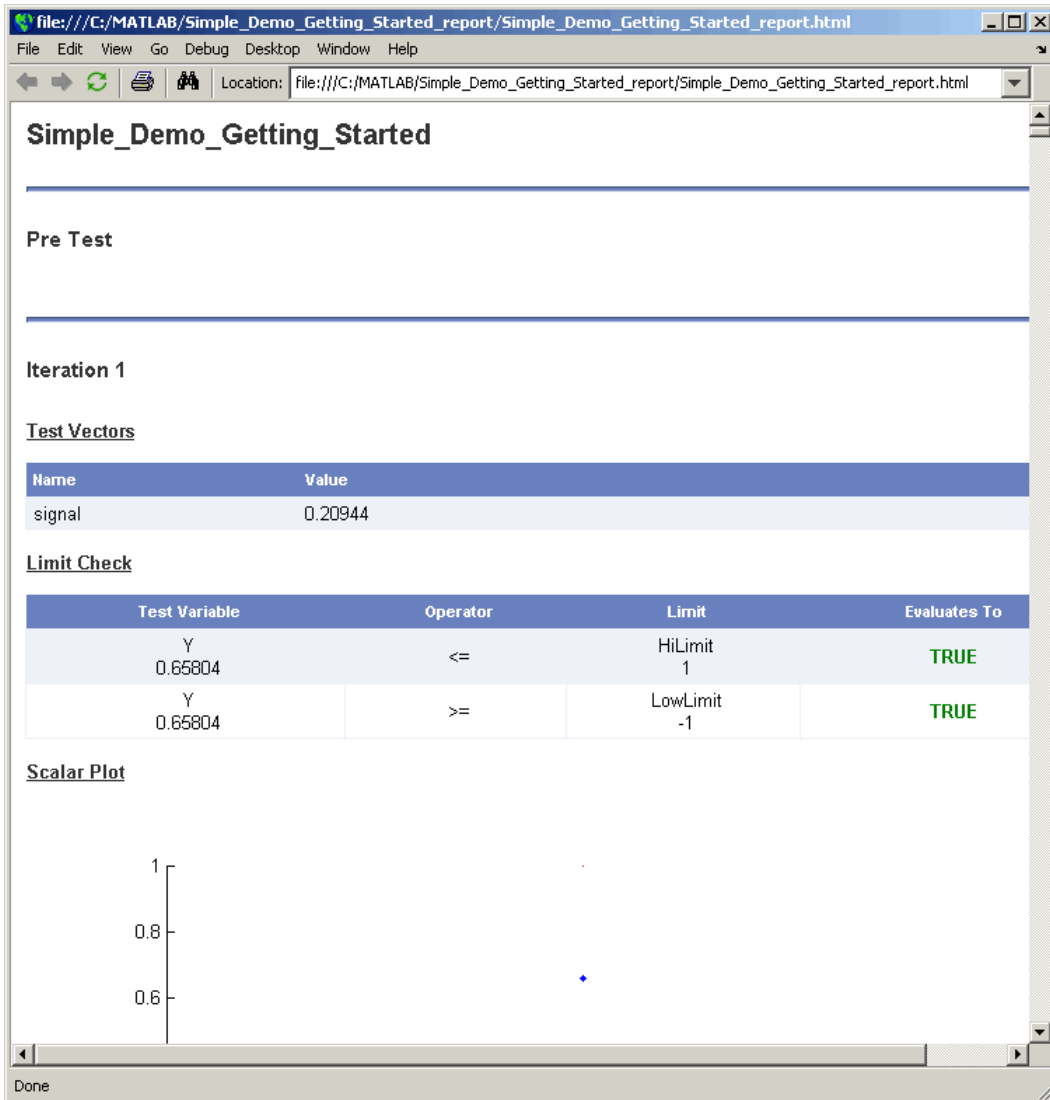 file:///C:/MATLAB/Simple_Demo_Getting_Started_report/Simple_Demo_Getting_Started_report.html
File Edit View Go Debug Desktop Window Help
Location: file:///C:/MATLAB/Simple_Demo_Getting_Started_report/Simple_Demo_Getting_Started_report.html
Simple_Demo_Getting_Started
Pre Test
Iteration 1
Test Vectors
Name Value
signal 0.20944
Limit Check
Test Variable Operator Limit Evaluates To
Y <= HiLimit TRUE
0.65804 1
Y >= LowLimit TRUE
0.65804 -1
Scalar Plot
1
0.8
0.6
Done